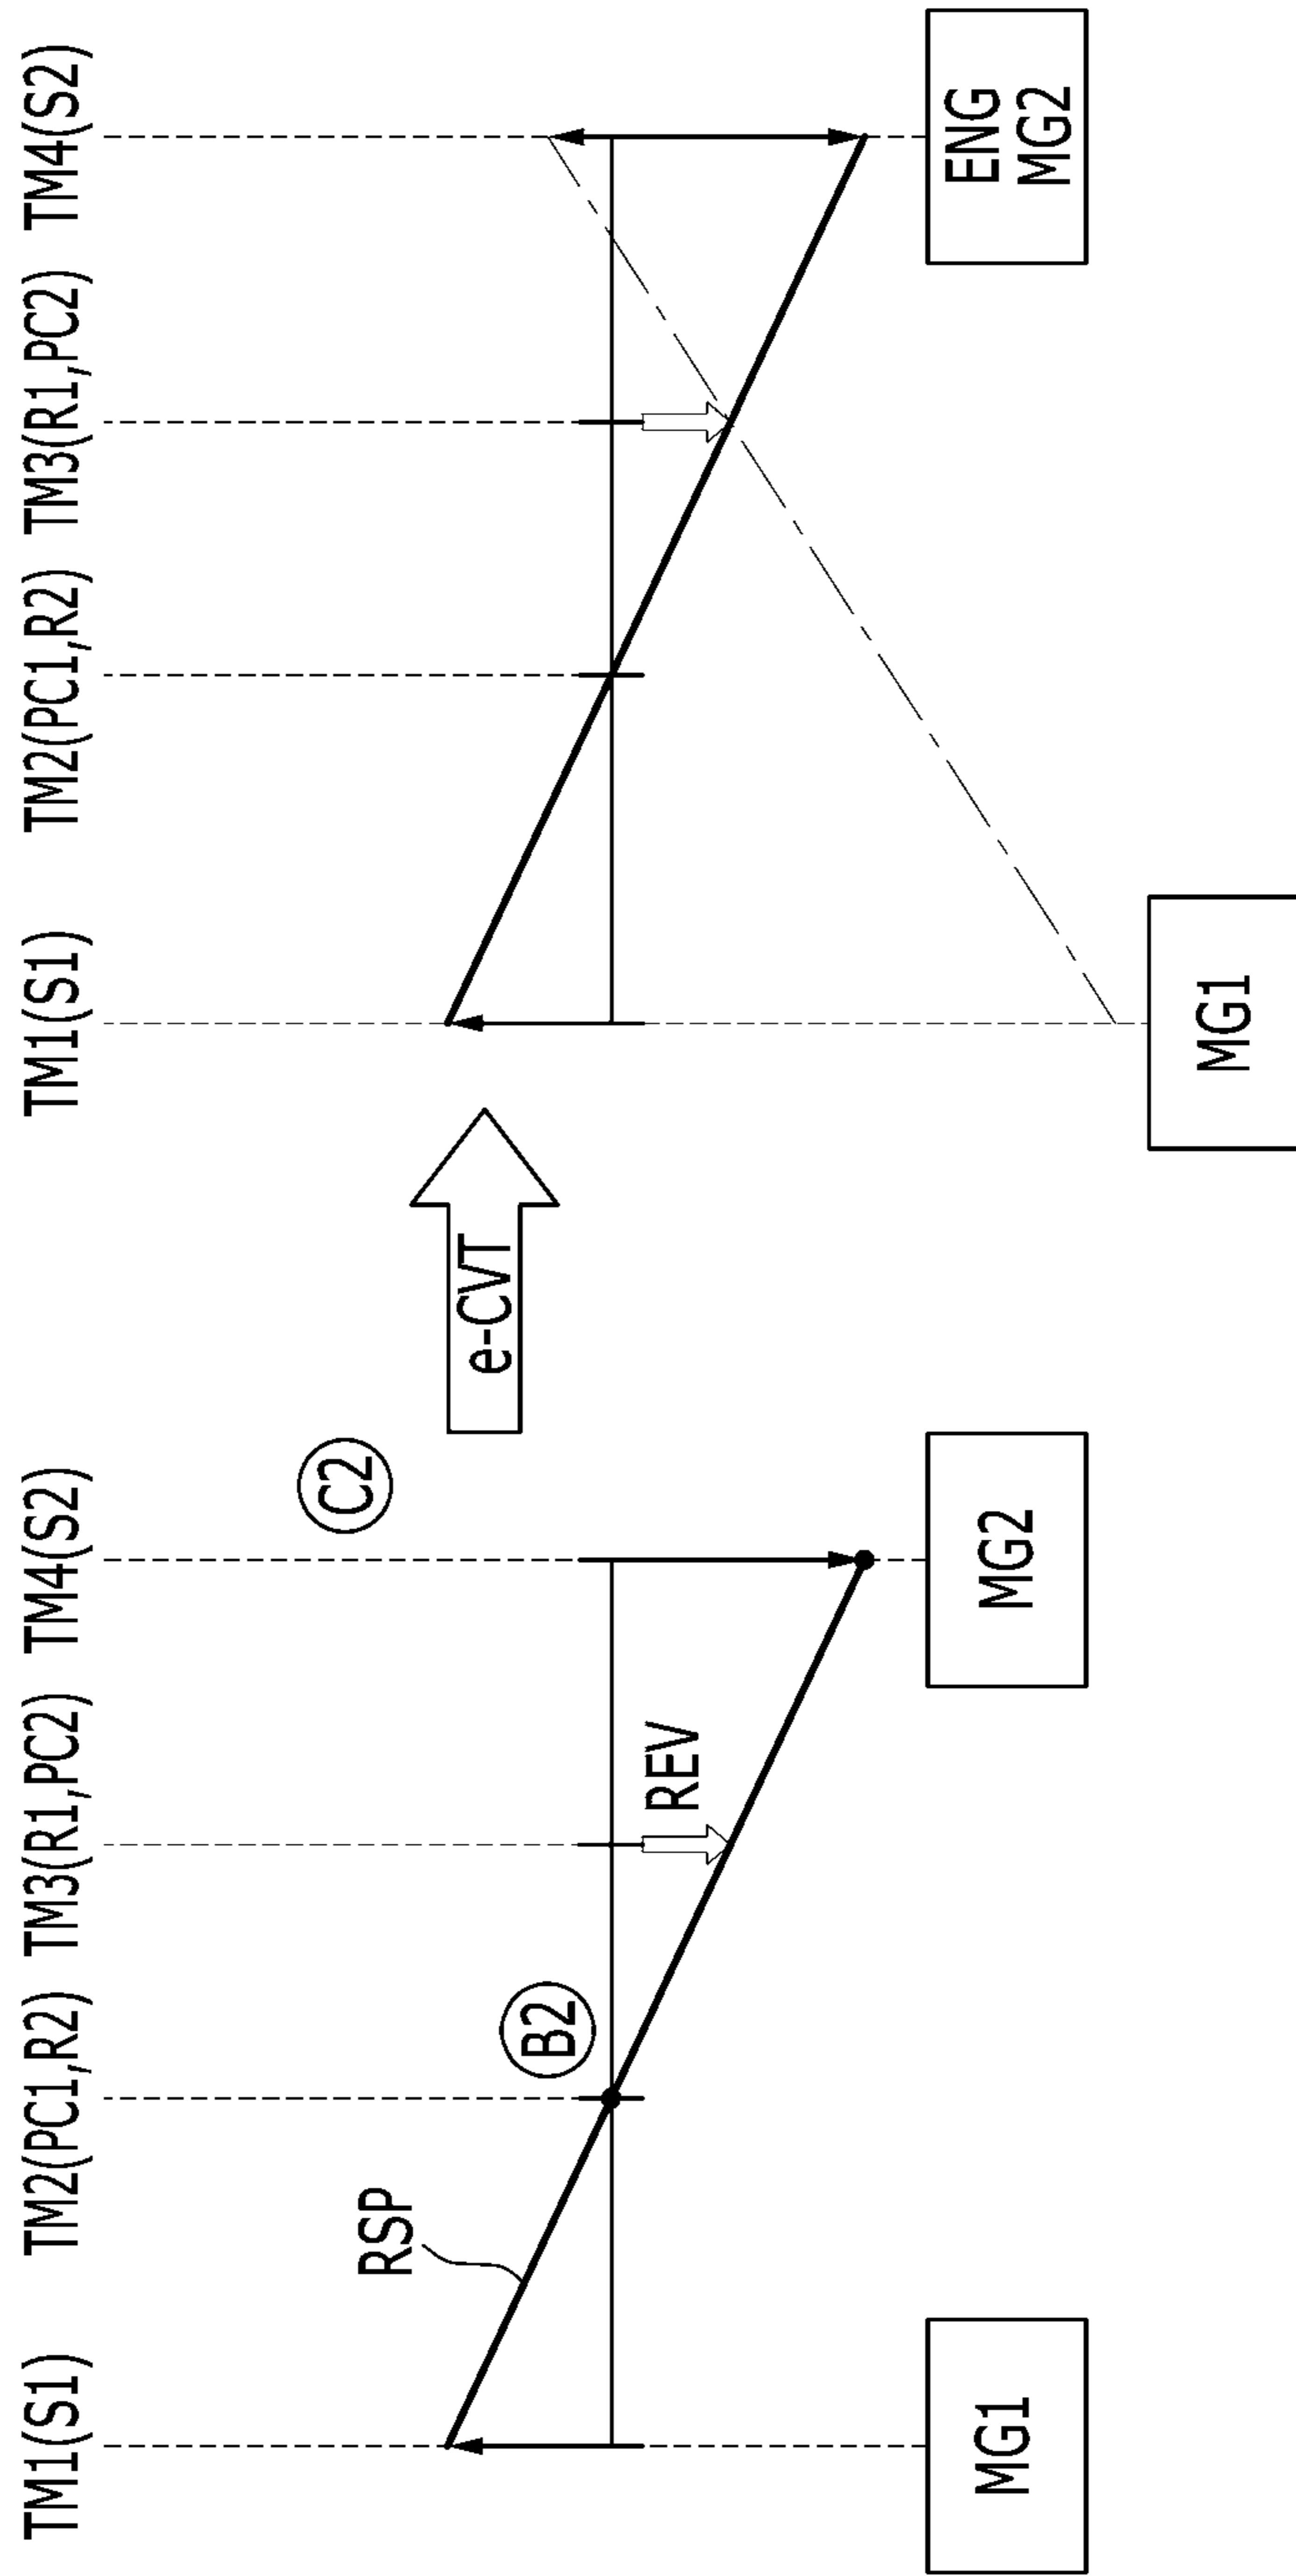 TM1(S1)
TM2(PC1,R2)
TM3(R1,PC2)
TM4(S2)
RSP
B2
REV
C2
MG1
MG2
e-CVT
TM1(S1)
TM2(PC1,R2)
TM3(R1,PC2)
TM4(S2)
MG1
ENG
MG2